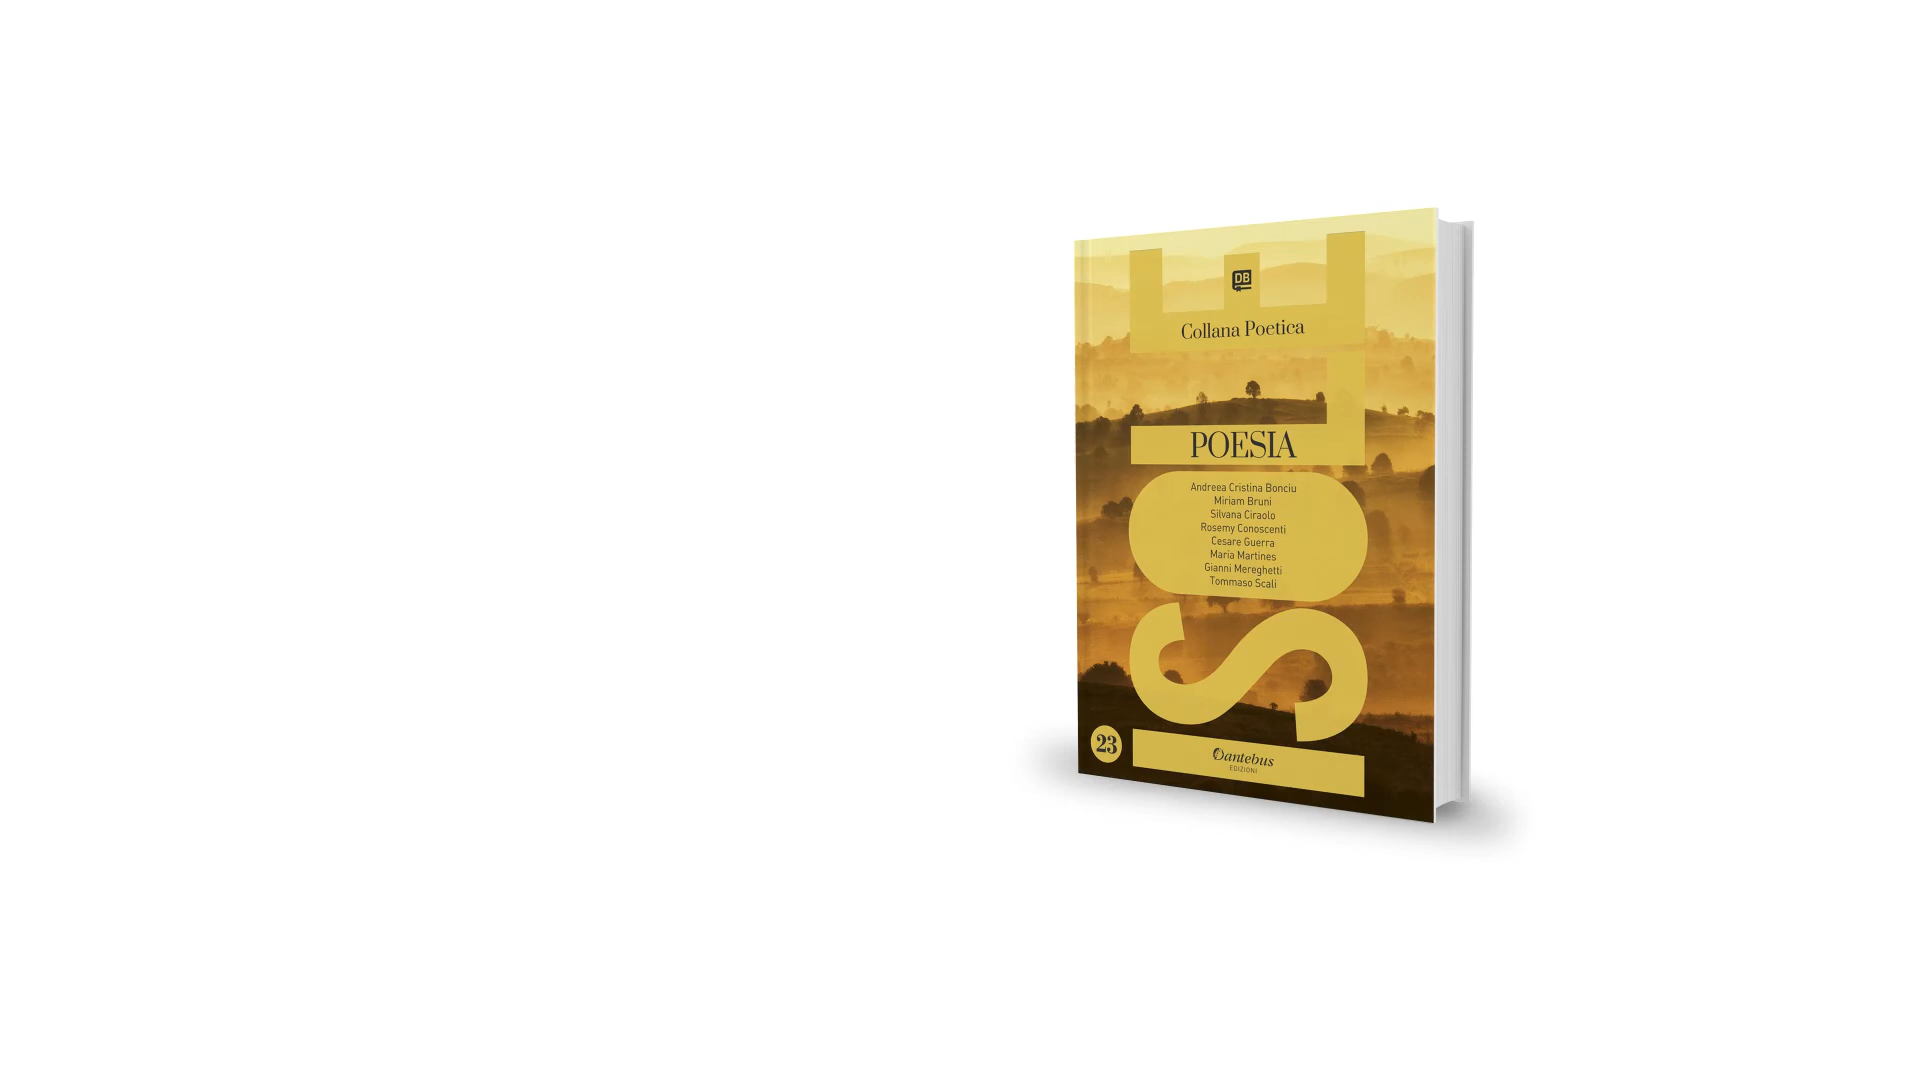 DB
Collana Poetica
POESIA
Andreea Cristina Bonciu
Miriam Bruni
Silvana Ciraolo
Rosemy Conoscenti
Cesare Guerra
Maria Martines
Gianni Mereghetti
Tommaso Scali
SOLE
23
Dantebus
EDIZIONI